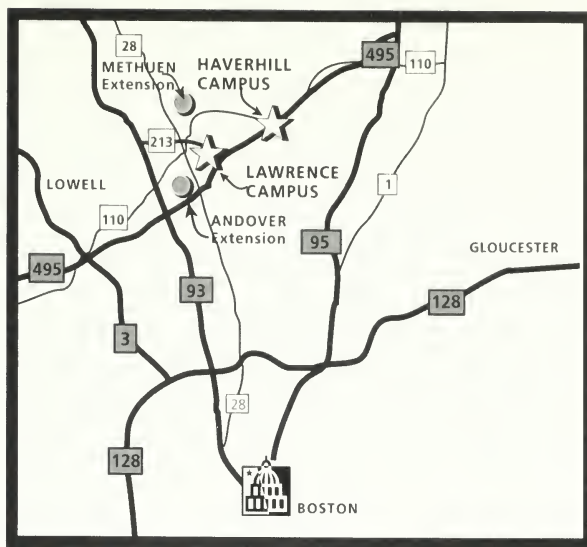 28
METHUEN
Extension
HAVERHILL
CAMPUS
495
110
213
LAWRENCE
CAMPUS
LOWELL
1
110
ANDOVER
Extension
95
GLOUCESTER
495
93
128
3
28
128
BOSTON